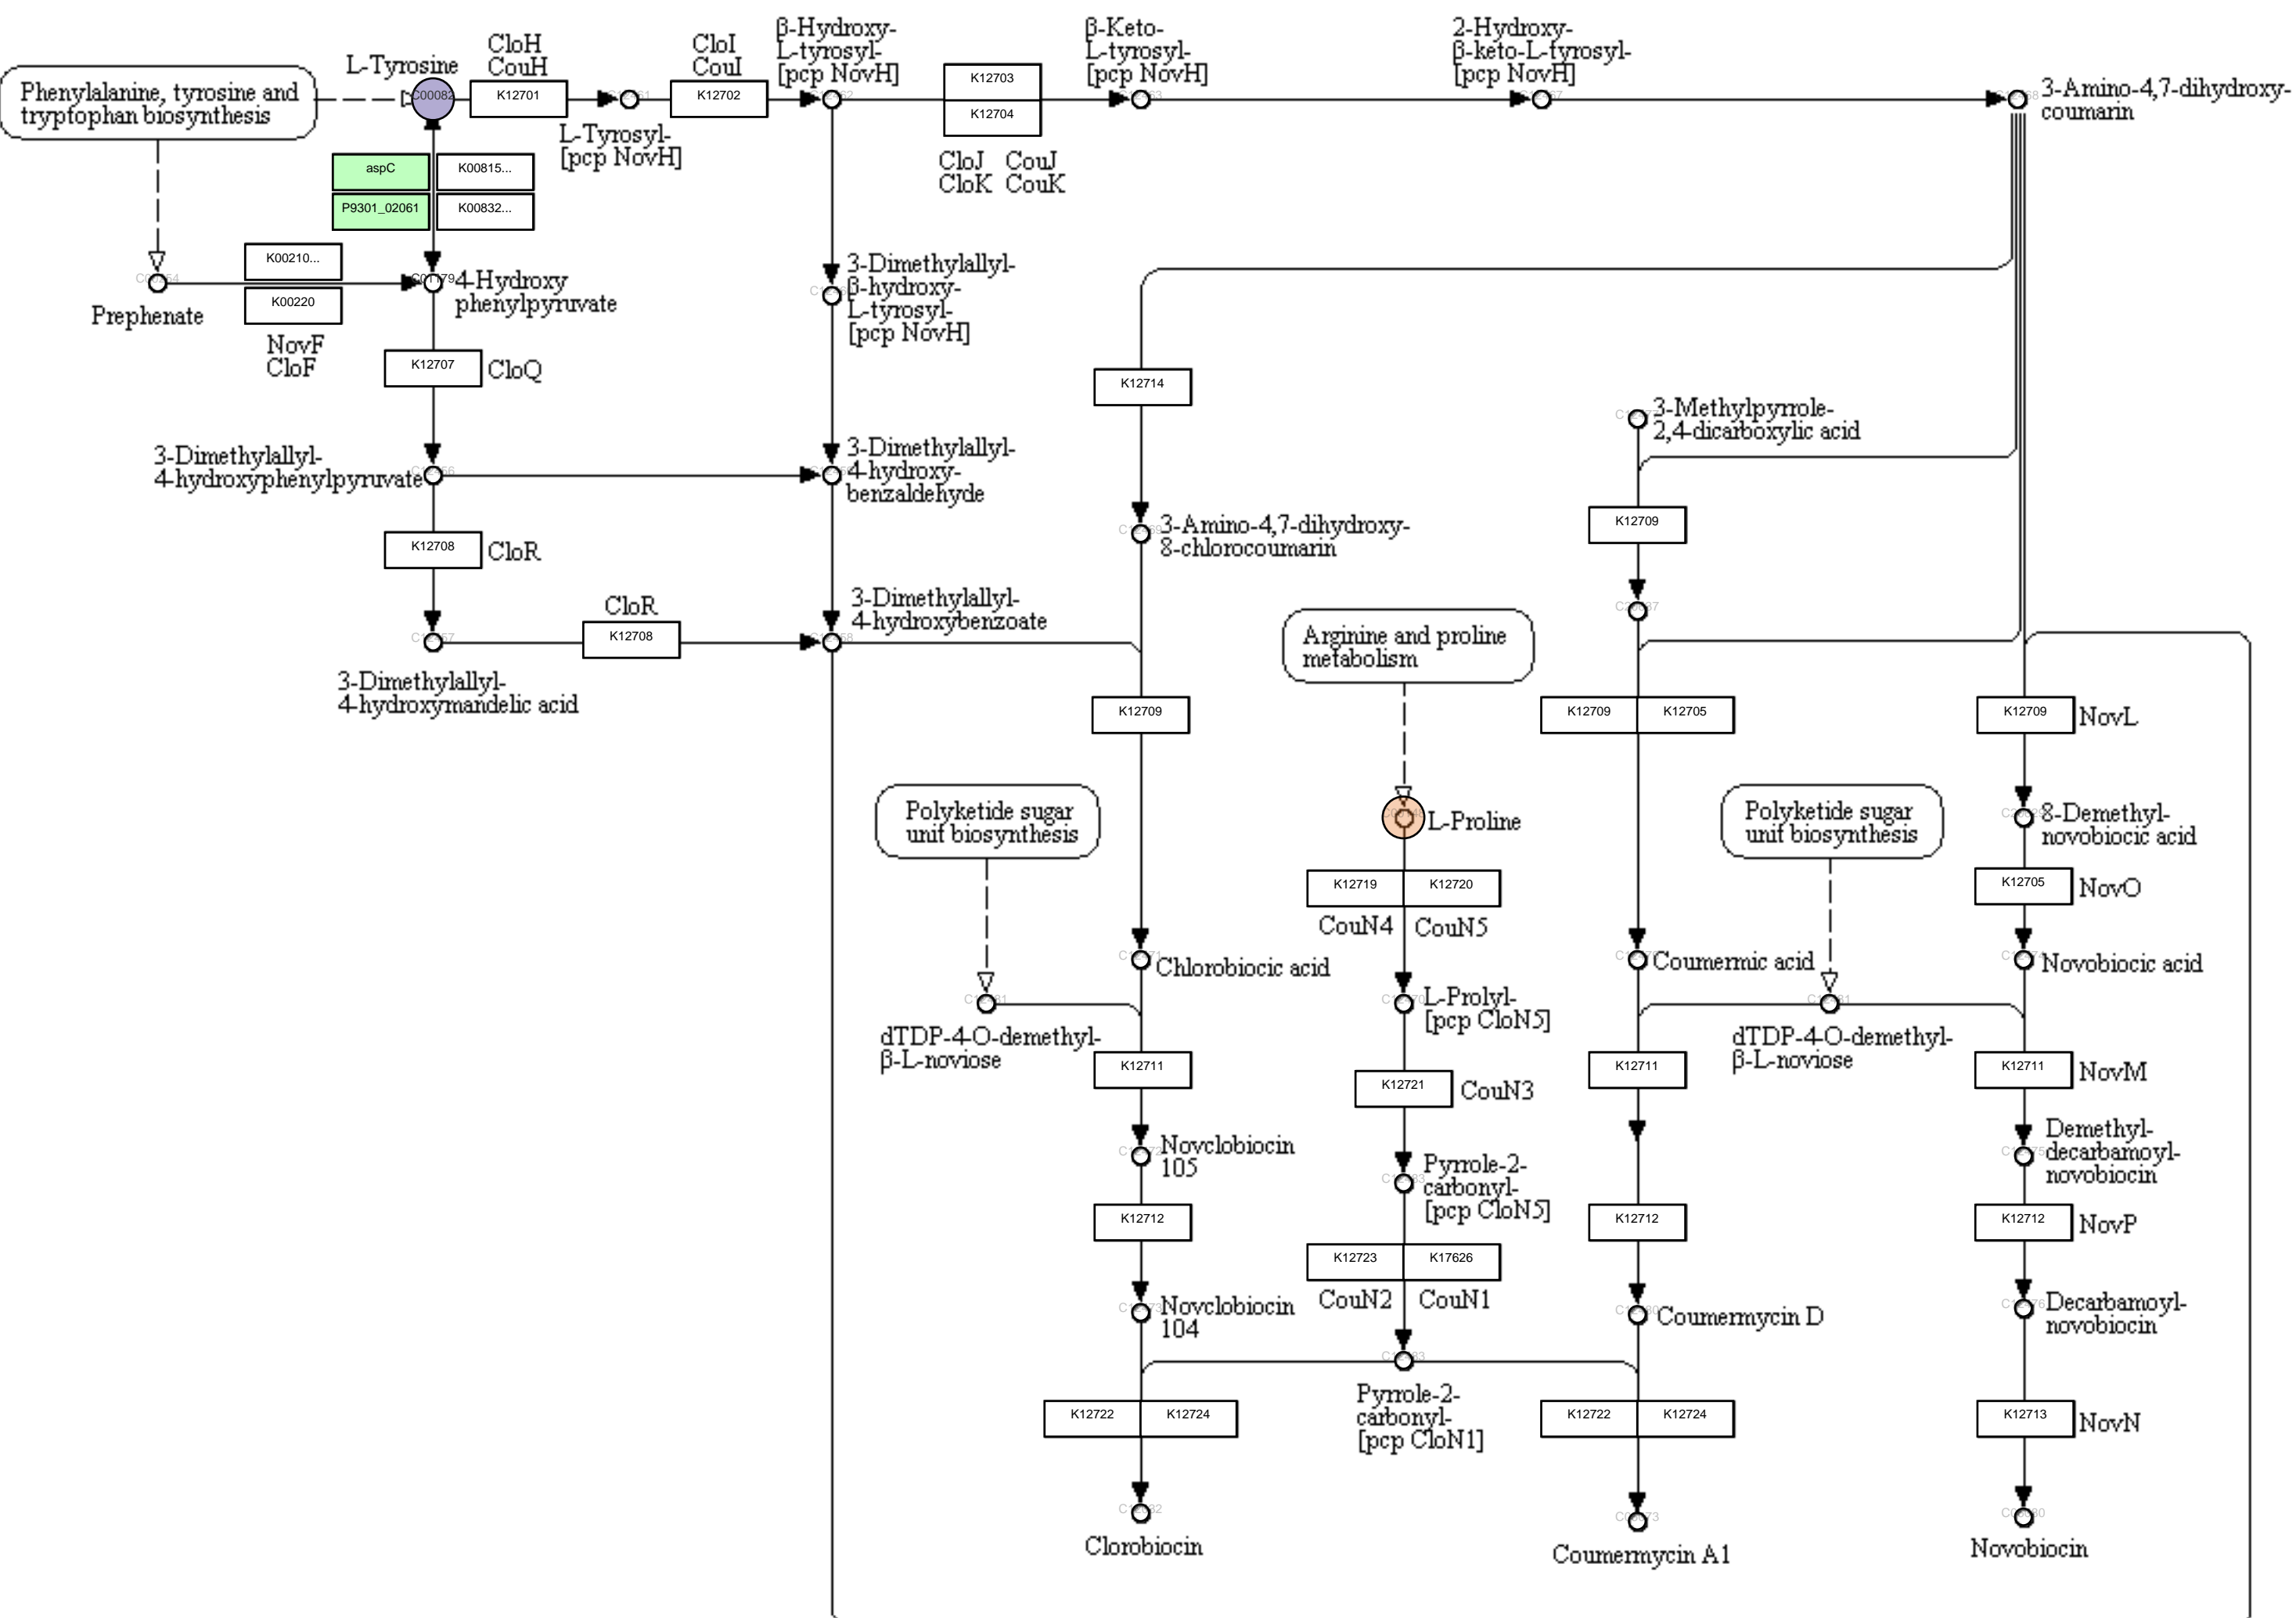 β-Hydroxy-
L-tyrosyl-
[pcp NovH]
β-Keto-
L-tyrosyl-
[pcp NovH]
2-Hydroxy-
β-keto-L-tyrosyl-
[pcp NovH]
CloH
CouH
CloI
CouI
L-Tyrosine
Phenylalanine, tyrosine and
tryptophan biosynthesis
C00082
K12701
K12702
K12703
K12704
3-Amino-4,7-dihydroxy-
coumarin
L-Tyrosyl-
[pcp NovH]
CloJ CouJ
CloK CouK
aspC
K00815...
P9301_02061
K00832...
K00210...
K00220
Prephenate
NovF
CloF
4-Hydroxy
phenylpyruvate
3-Dimethylallyl-
β-hydroxy-
L-tyrosyl-
[pcp NovH]
K12707
CloQ
K12714
3-Methylpyrrole-
2,4-dicarboxylic acid
3-Dimethylallyl-
4-hydroxyphenylpyruvate
3-Dimethylallyl-
4-hydroxy-
benzaldehyde
K12709
3-Amino-4,7-dihydroxy-
8-chlorocoumarin
K12708
CloR
CloR
K12708
3-Dimethylallyl-
4-hydroxybenzoate
Arginine and proline
metabolism
3-Dimethylallyl-
4-hydroxymandelic acid
K12709
K12709
K12705
K12709
NovL
Polyketide sugar
unif biosynthesis
L-Proline
Polyketide sugar
unif biosynthesis
8-Demethyl-
novobiocic acid
K12719
K12720
K12705
NovO
CouN4
CouN5
Chlorobiocic acid
Coumermic acid
Novobiocic acid
L-Prolyl-
[pcp CloN5]
dTDP-4-O-demethyl-
β-L-noviose
dTDP-4-O-demethyl-
β-L-noviose
K12711
K12721
CouN3
K12711
K12711
NovM
Novclobiocin
105
Pyrrole-2-
carbonyl-
[pcp CloN5]
Demethyl-
decarbamoyl-
novobiocin
K12712
K12712
K12712
NovP
K12723
K17626
CouN2
CouN1
Novclobiocin
104
Coumermycin D
Decarbamoyl-
novobiocin
Pyrrole-2-
carbonyl-
[pcp CloN1]
K12722
K12724
K12722
K12724
K12713
NovN
Clorobiocin
Coumermycin A1
Novobiocin